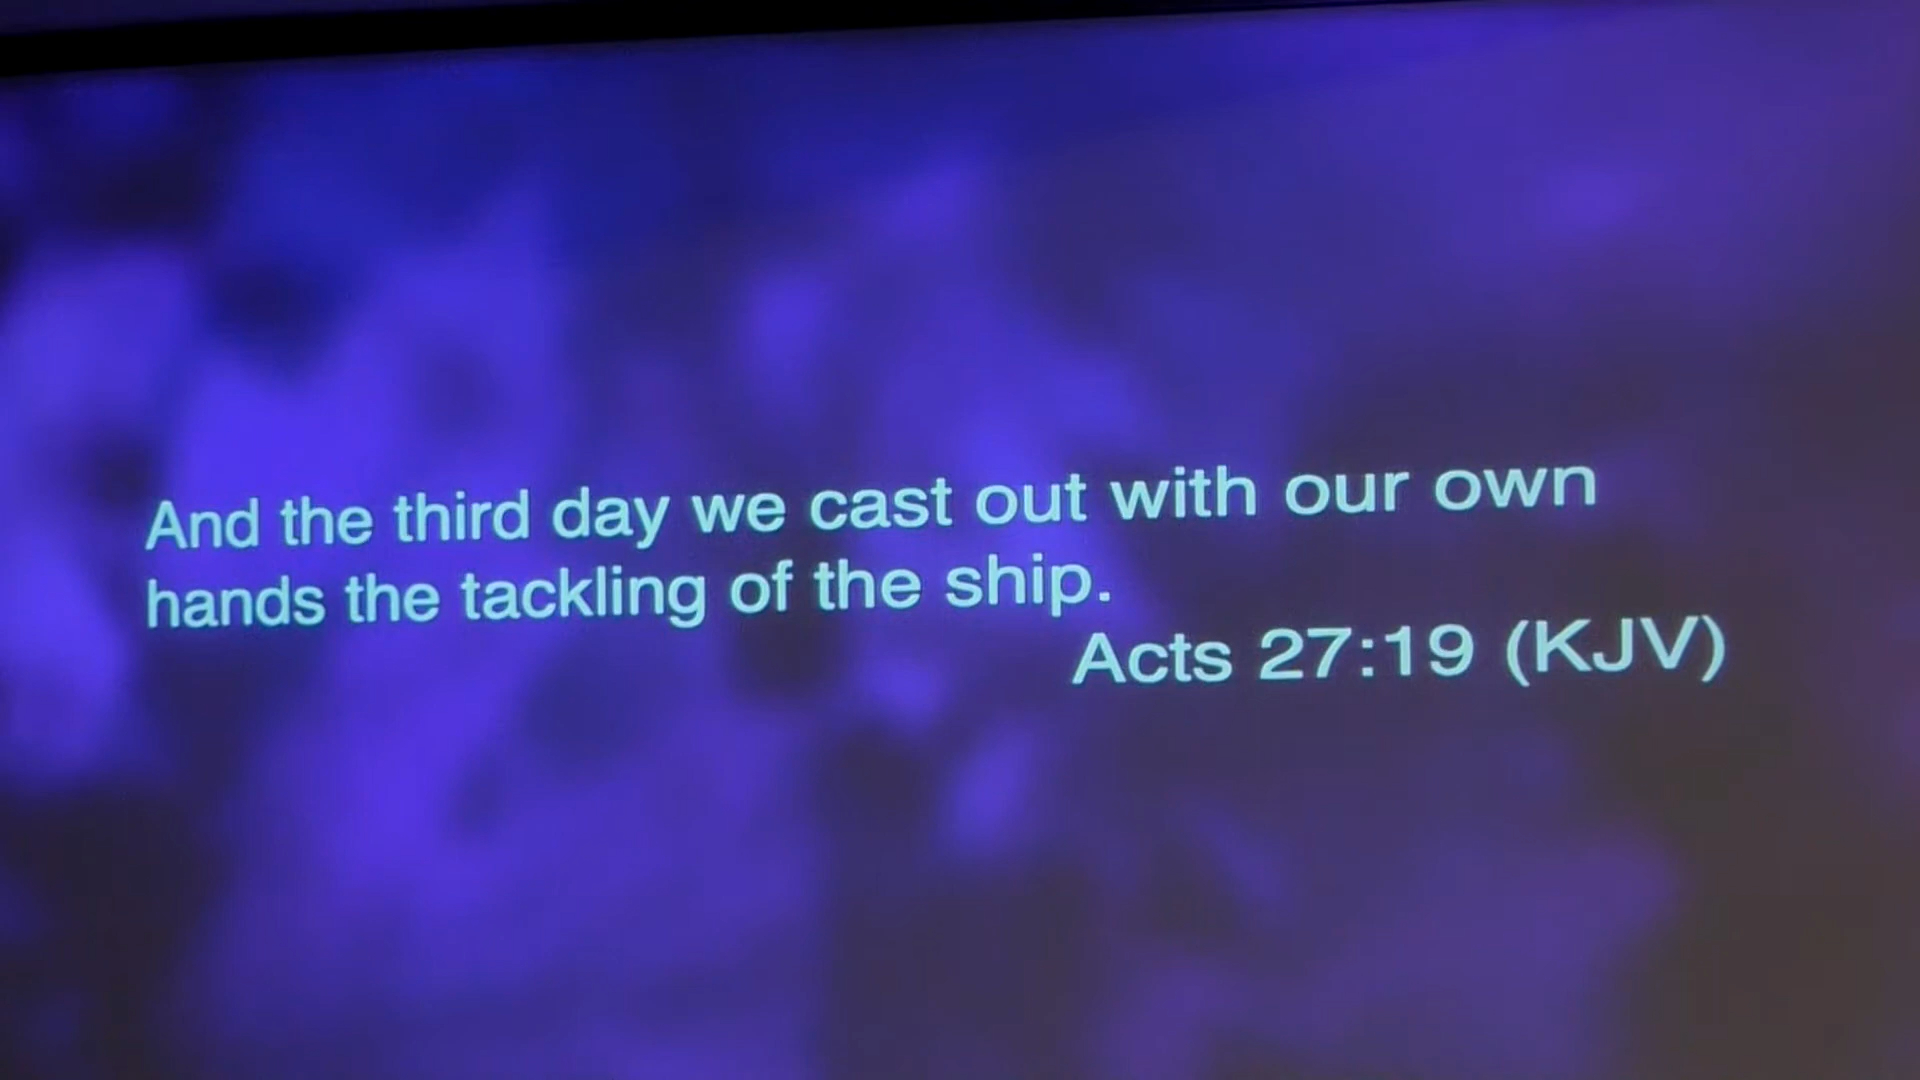 And the third day we cast out with our own
hands the tackling of the ship.
Acts 27:19 (KJV)